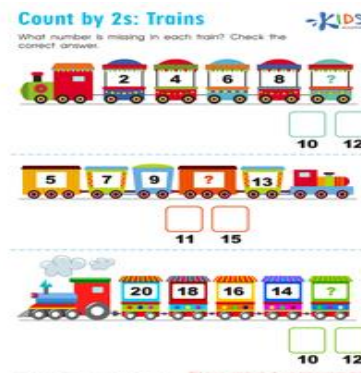 Count by 2s: Trains
KIDS
What number is missing in each train? Check the
correct answer.
2 4 6 8 ?
10 12
5 7 9 ? 13
11 15
20 18 16 14 ?
10 12